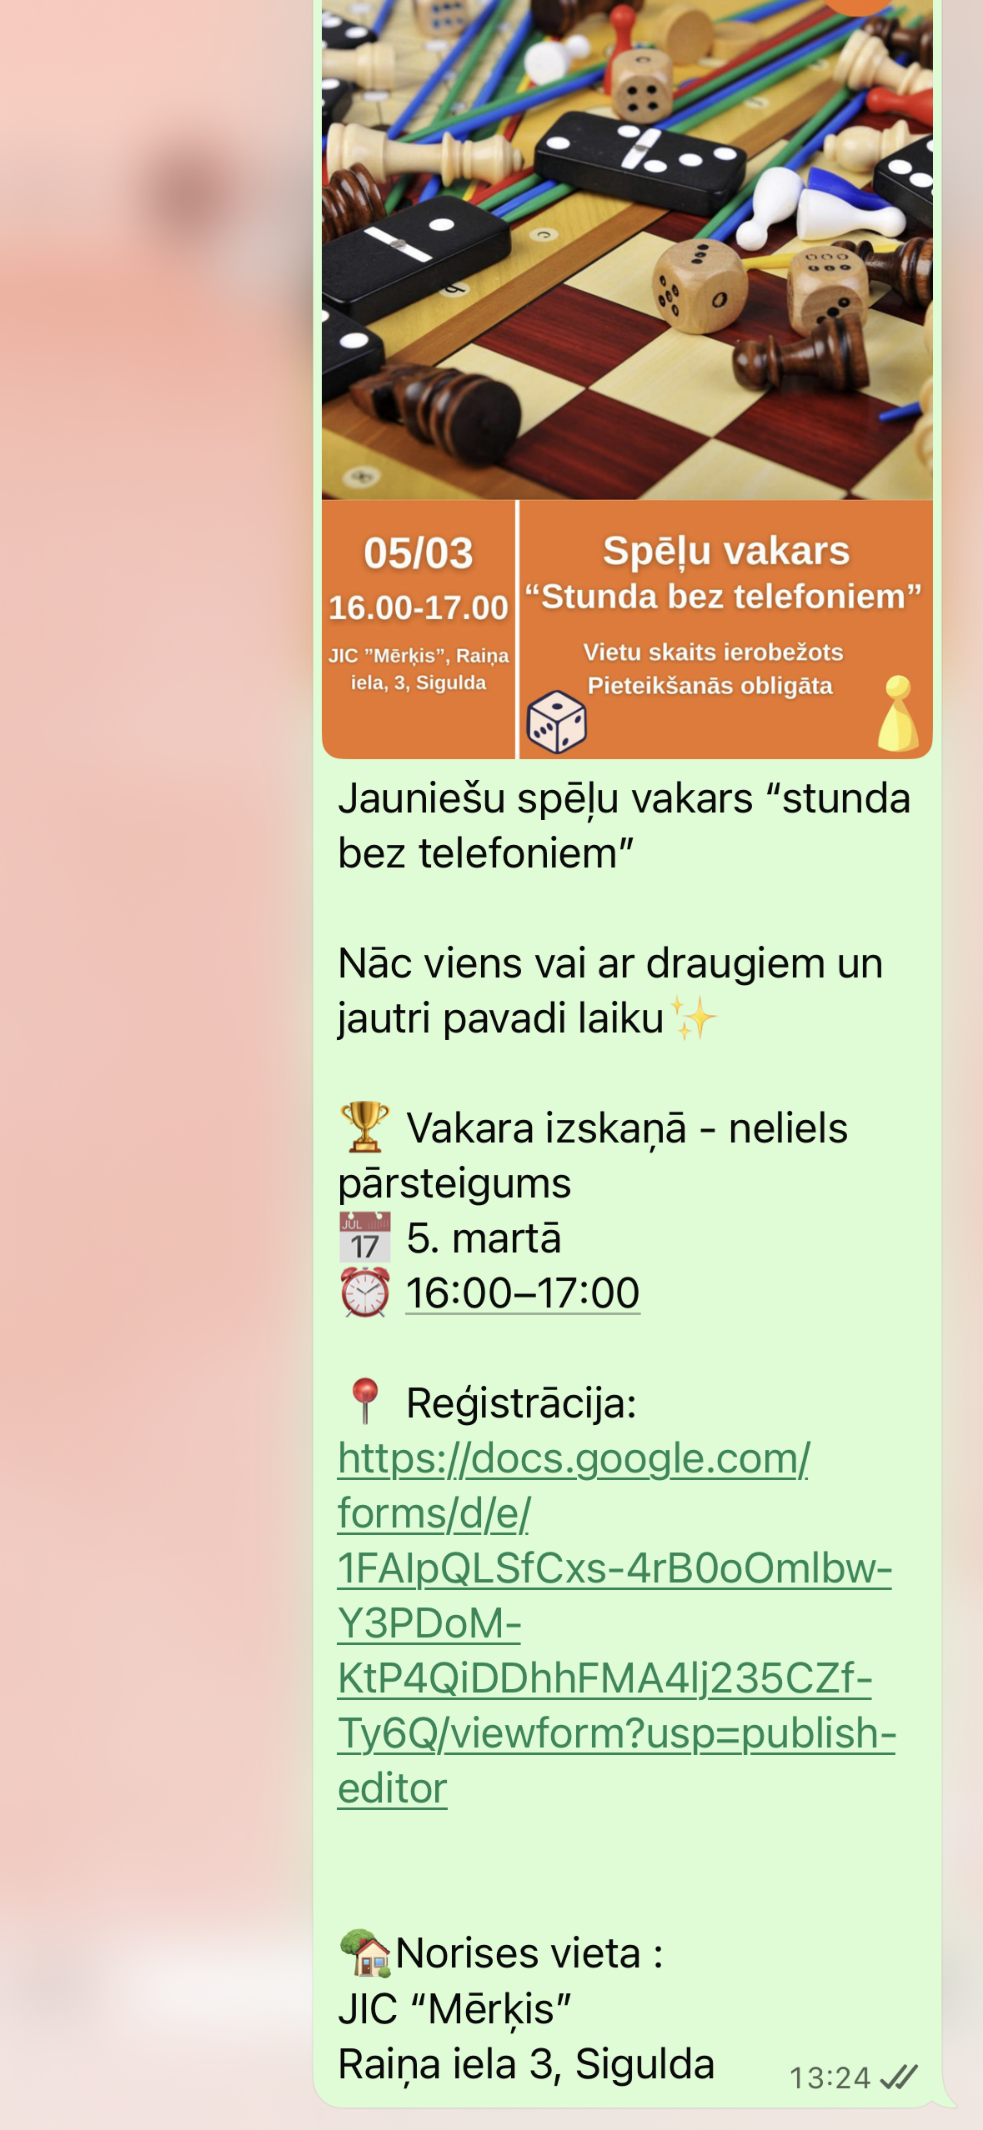 05/03
16.00-17.00
JIC ”Mērķis”, Raiņa
iela, 3, Sigulda
Spēļu vakars
“Stunda bez telefoniem”
Vietu skaits ierobežots
Pieteikšanās obligāta
Jauniešu spēļu vakars “stunda
bez telefoniem”
Nāc viens vai ar draugiem un
jautri pavadi laiku✨
🏆 Vakara izskaņā - neliels
pārsteigums
📅 5. martā
⏰ 16:00–17:00
📍 Reģistrācija:
https://docs.google.com/
forms/d/e/
1FAIpQLSfCxs-4rB0oOmlbw-
Y3PDoM-
KtP4QiDDhhFMA4lj235CZf-
Ty6Q/viewform?usp=publish-
editor
🏡Norises vieta :
JIC “Mērķis”
Raiņa iela 3, Sigulda
13:24